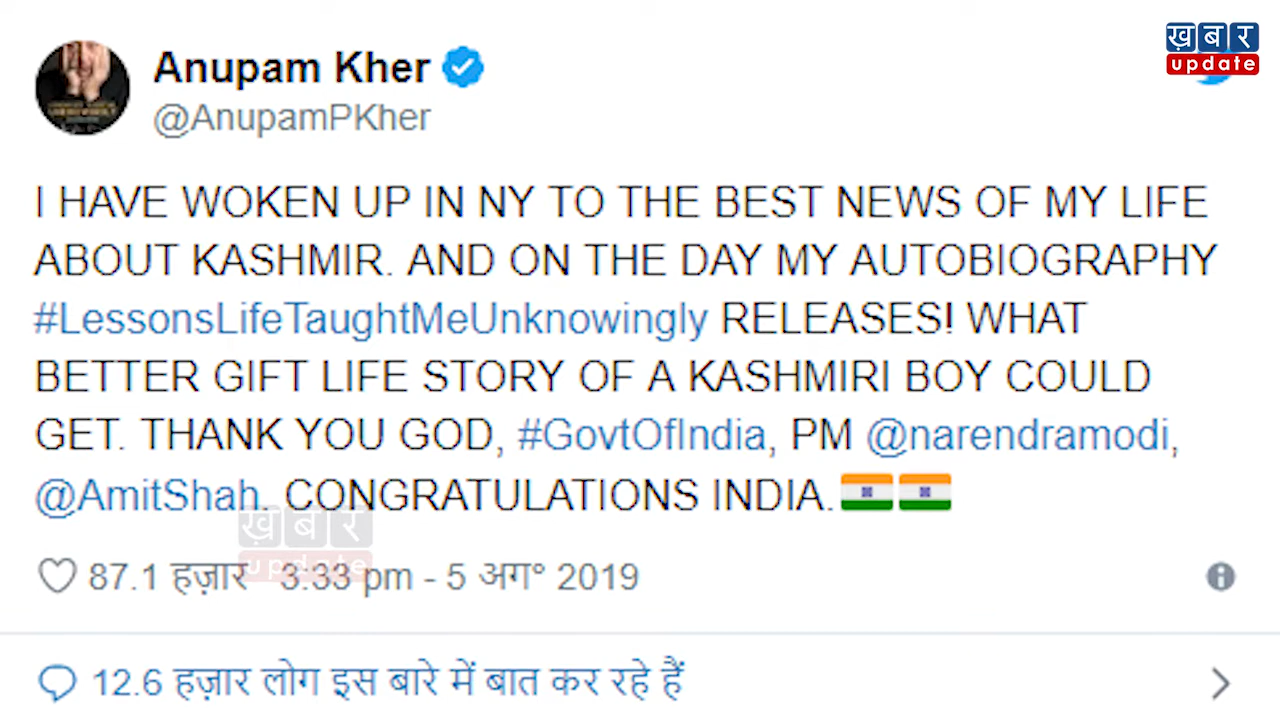 ख़बर
update
Anupam Kher
@AnupamPKher
I HAVE WOKEN UP IN NY TO THE BEST NEWS OF MY LIFE
ABOUT KASHMIR. AND ON THE DAY MY AUTOBIOGRAPHY
#LessonsLifeTaughtMeUnknowingly RELEASES! WHAT
BETTER GIFT LIFE STORY OF A KASHMIRI BOY COULD
GET. THANK YOU GOD, #GovtOfIndia, PM @narendramodi,
@AmitShah. CONGRATULATIONS INDIA.🇮🇳🇮🇳
ख़बर
update
87.1 हज़ार 3:33 pm - 5 अग॰ 2019
12.6 हज़ार लोग इस बारे में बात कर रहे हैं